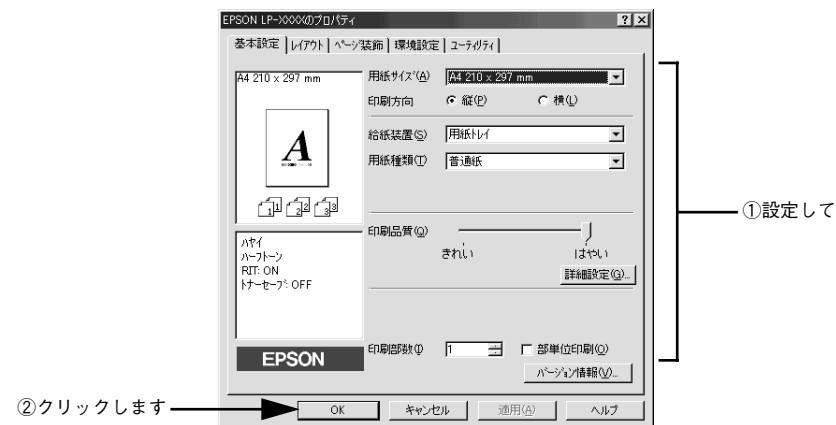 EPSON LP-XXXXのプロパティ
基本設定 レイアウト ページ装飾 環境設定 ユーティリティ
A4 210 x 297 mm
用紙サイズ(A) A4 210 x 297 mm
印刷方向 縦(P) 横(L)
給紙装置(S) 用紙トレイ
用紙種類(T) 普通紙
A
1 1 2 2 3 3
印刷品質(Q)
きれい はやい
詳細設定(G)...
ハヤイ
ハーフトーン
RIT: ON
トナーセーブ: OFF
印刷部数(I) 1 部単位印刷(O)
EPSON
バージョン情報(V)...
OK キャンセル 適用(A) ヘルプ
①設定して
②クリックします